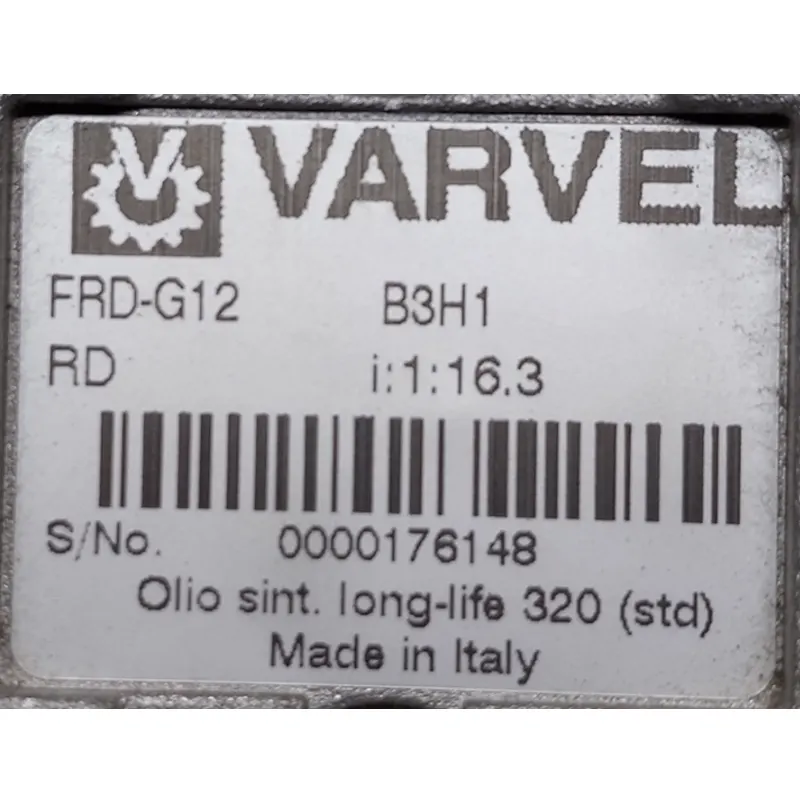 VARVEL
FRD-G12 B3H1
RD i:1:16.3
S/No. 0000176148
Olio sint. long-life 320 (std)
Made in Italy